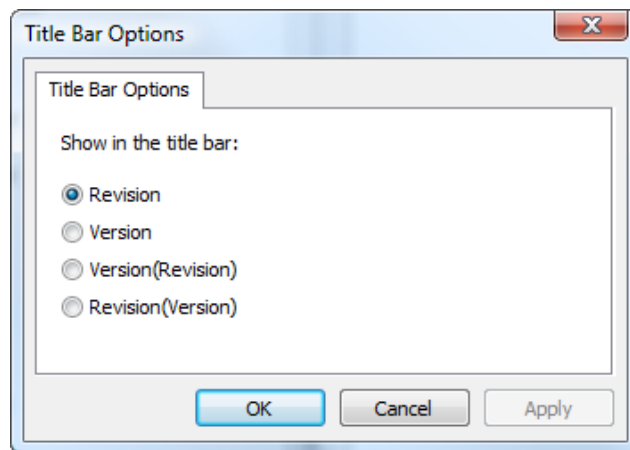 Title Bar Options
Title Bar Options
Show in the title bar:
Revision
Version
Version(Revision)
Revision(Version)
OK Cancel Apply